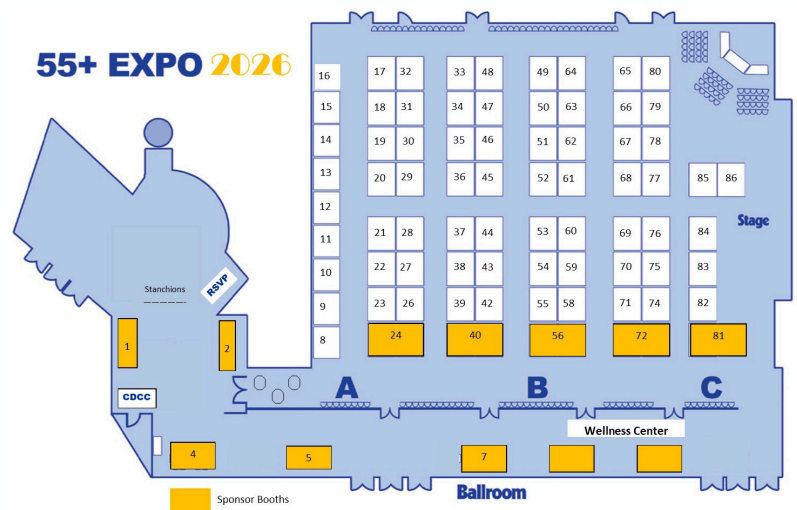 55+ EXPO 2026
16 17 32 33 48 49 64 65 80
15 18 31 34 47 50 63 66 79
14 19 30 35 46 51 62 67 78
13 20 29 36 45 52 61 68 77 85 86
12
Stage
11 21 28 37 44 53 60 69 76 84
10 22 27 38 43 54 59 70 75 83
Stanchions
RSVP
9 23 26 39 42 55 58 71 74 82
8 24 40 56 72 81
1 2
A B C
CDCC
Wellness Center
4 5 7
Ballroom
Sponsor Booths